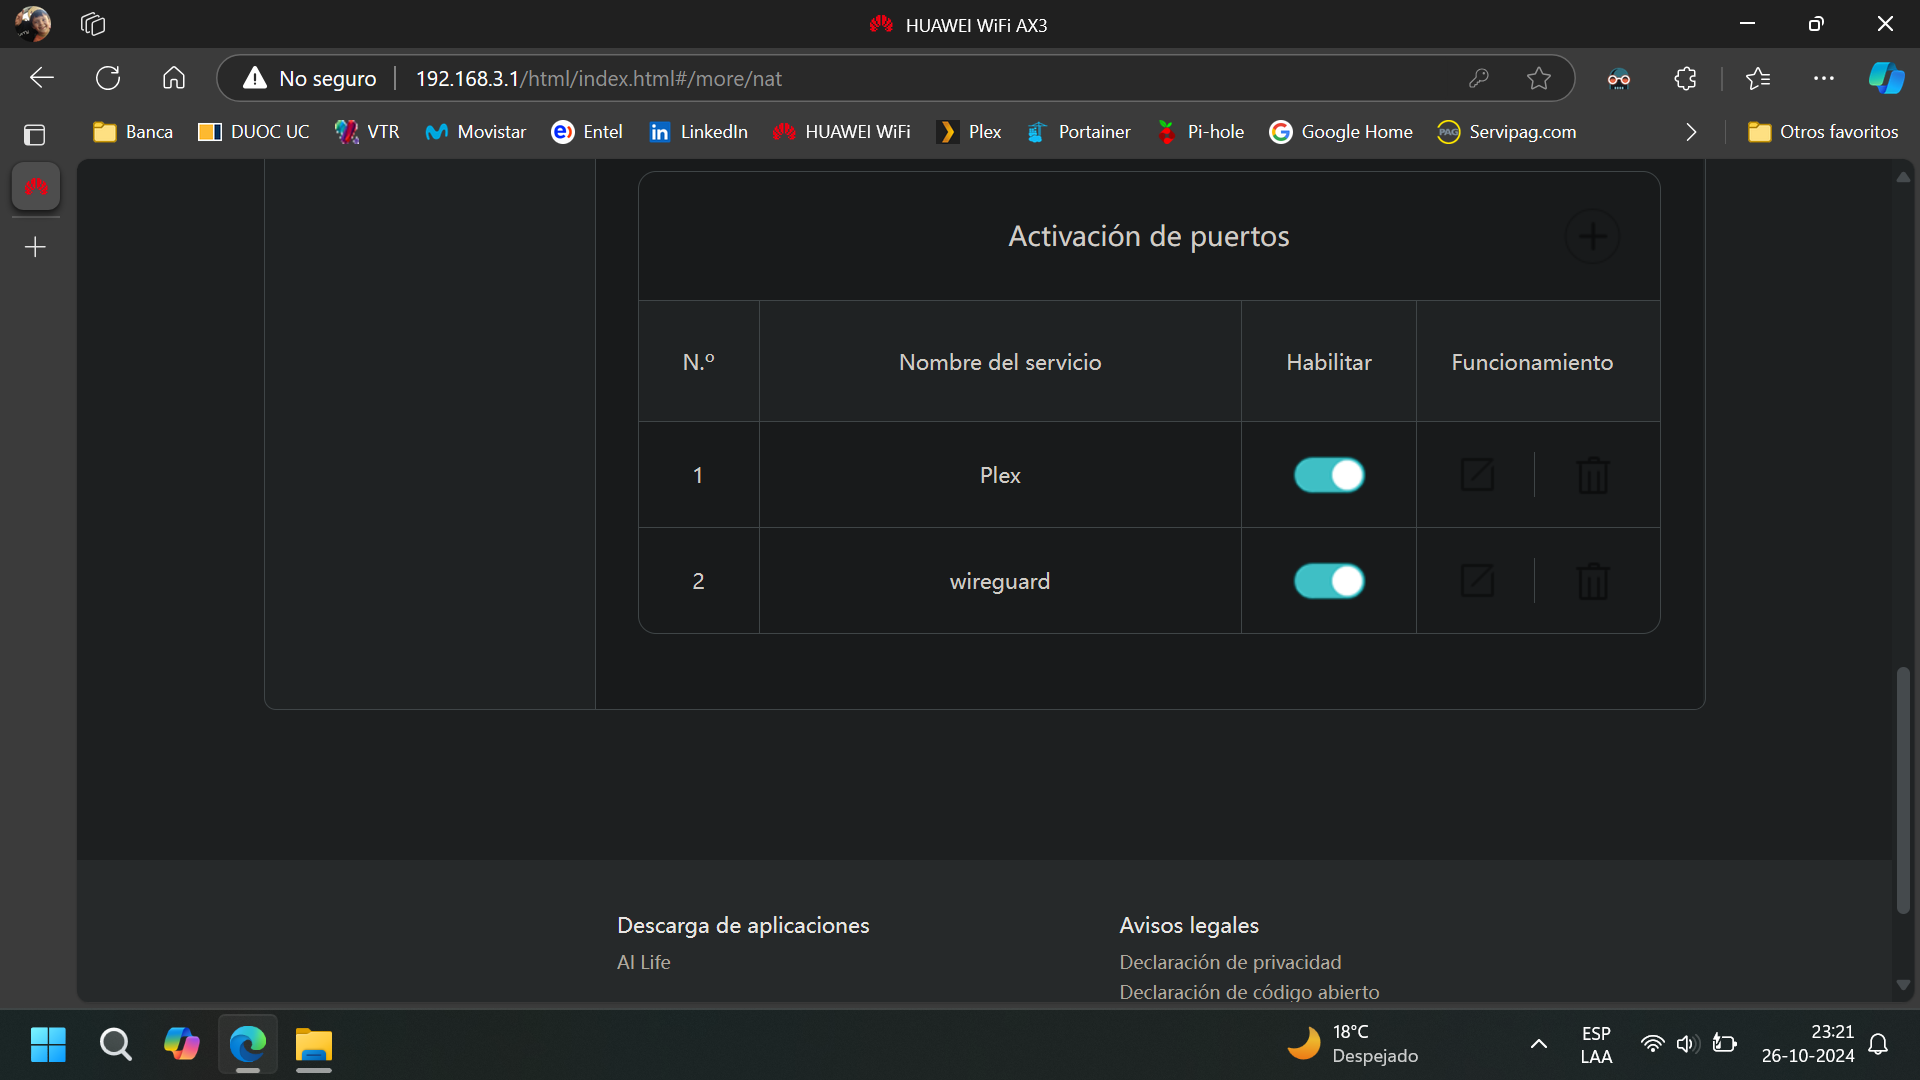 HUAWEI WiFi AX3
No seguro
192.168.3.1/html/index.html#/more/nat
Banca
DUOC UC
VTR
Movistar
Entel
LinkedIn
HUAWEI WiFi
Plex
Portainer
Pi-hole
Google Home
PAG
Servipag.com
Otros favoritos
Activación de puertos
N.º
Nombre del servicio
Habilitar
Funcionamiento
1
Plex
2
wireguard
Descarga de aplicaciones
Avisos legales
AI Life
Declaración de privacidad
Declaración de código abierto
18°C
Despejado
ESP
LAA
23:21
26-10-2024